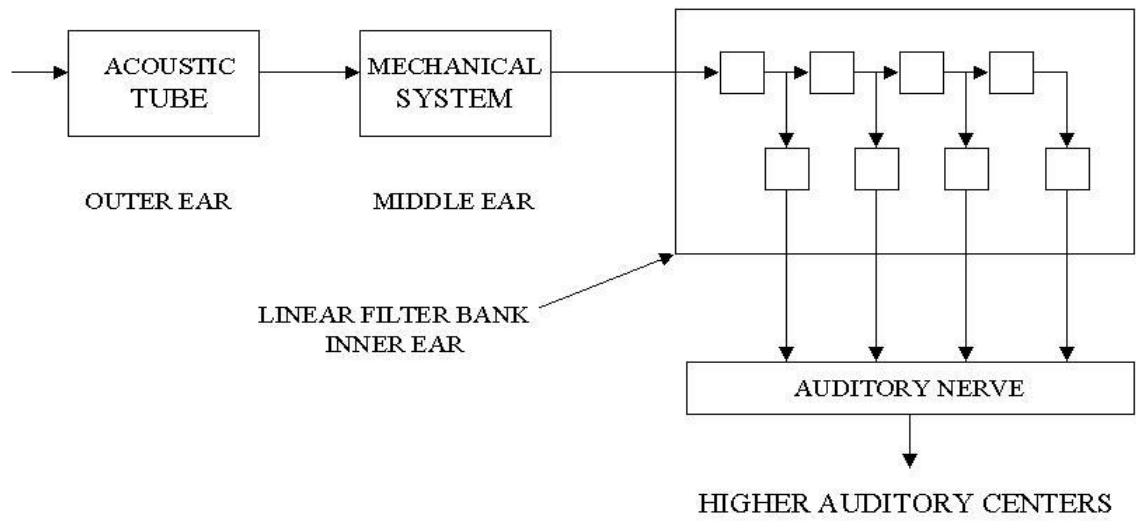 ACOUSTIC
TUBE
MECHANICAL
SYSTEM
OUTER EAR
MIDDLE EAR
LINEAR FILTER BANK
INNER EAR
AUDITORY NERVE
HIGHER AUDITORY CENTERS